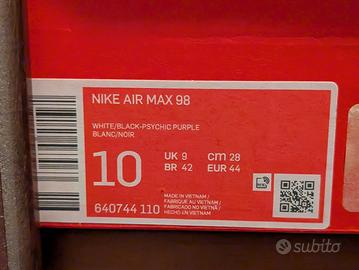 NIKE AIR MAX 98
WHITE/BLACK-PSYCHIC PURPLE
BLANC/NOIR
10 UK 9 cm 28
BR 42 EUR 44
MADE IN VIETNAM /
FABRIQUE AU VIETNAM /
FABRICADO NO VIETNÃ /
HECHO EN VIETNAM
640744 110
subito